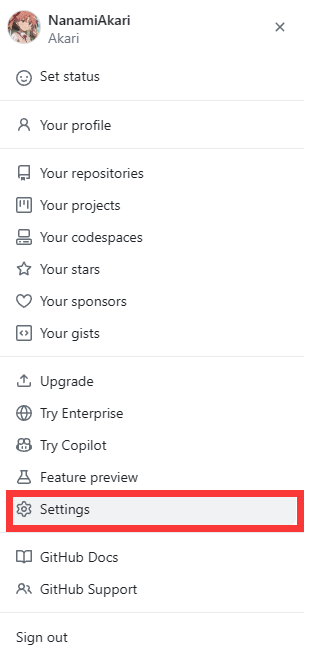 NanamiAkari
Akari
Set status
Your profile
Your repositories
Your projects
Your codespaces
Your stars
Your sponsors
Your gists
Upgrade
Try Enterprise
Try Copilot
Feature preview
Settings
GitHub Docs
GitHub Support
Sign out